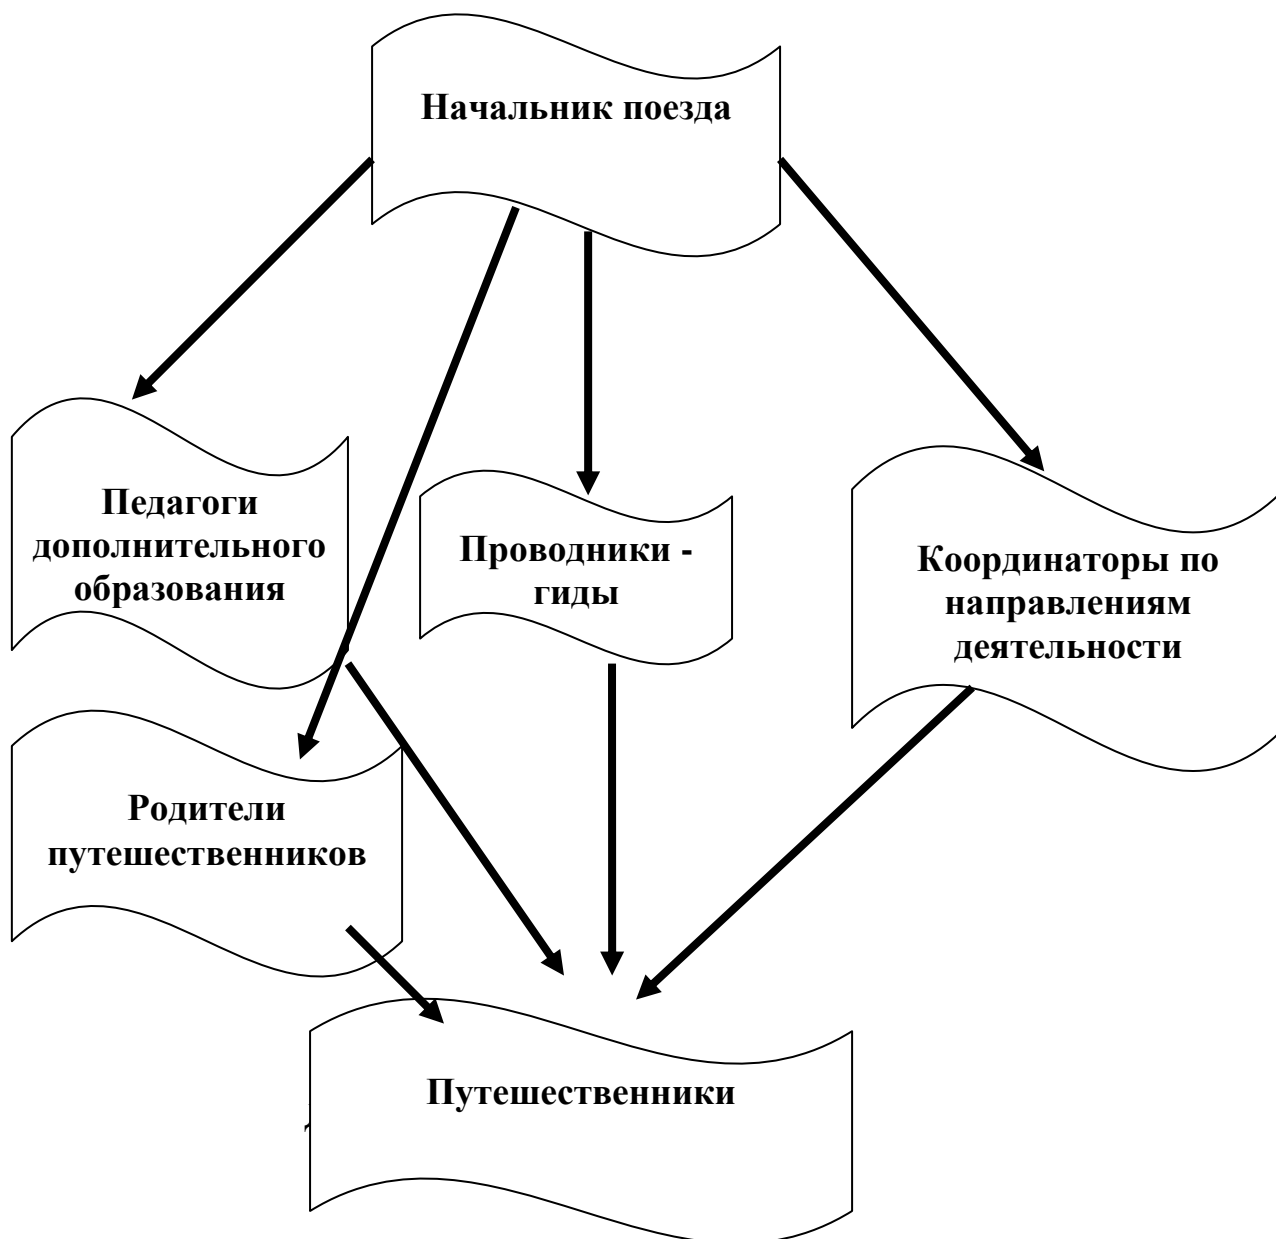 Начальник поезда
Педагоги
дополнительного
образования
Проводники -
гиды
Координаторы по
направлениям
деятельности
Родители
путешественников
Путешественники